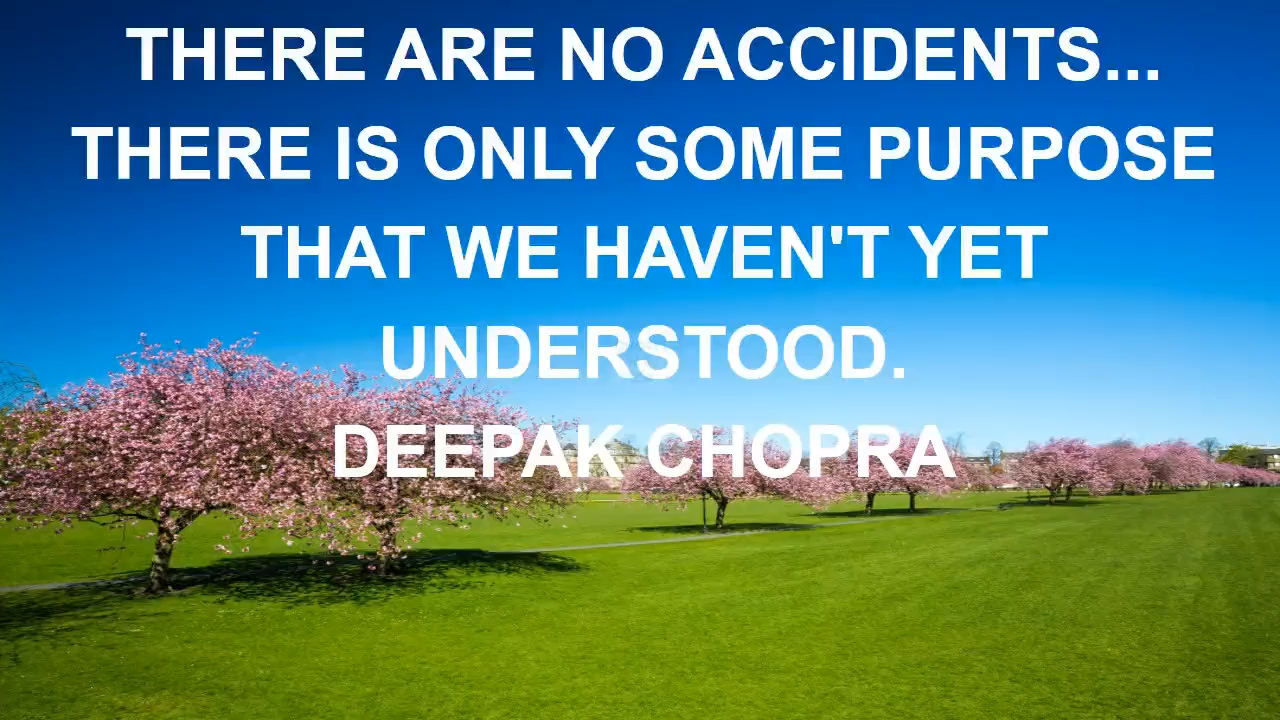 THERE ARE NO ACCIDENTS...
THERE IS ONLY SOME PURPOSE
THAT WE HAVEN'T YET
UNDERSTOOD.
DEEPAK CHOPRA